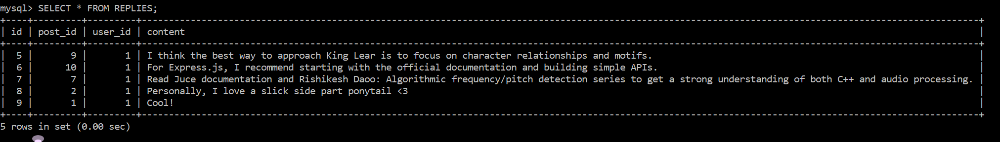 mysql> SELECT * FROM REPLIES;
+----+---------+---------+----------------------------------------------------------------------------------------------------------------------------------------------------------+
| id | post_id | user_id | content |
+----+---------+---------+----------------------------------------------------------------------------------------------------------------------------------------------------------+
| 5 | 9 | 1 | I think the best way to approach King Lear is to focus on character relationships and motifs. |
| 6 | 10 | 1 | For Express.js, I recommend starting with the official documentation and building simple APIs. |
| 7 | 7 | 1 | Read Juce documentation and Rishikesh Daoo: Algorithmic frequency/pitch detection series to get a strong understanding of both C++ and audio processing. |
| 8 | 2 | 1 | Personally, I love a slick side part ponytail <3 |
| 9 | 1 | 1 | Cool! |
+----+---------+---------+----------------------------------------------------------------------------------------------------------------------------------------------------------+
5 rows in set (0.00 sec)